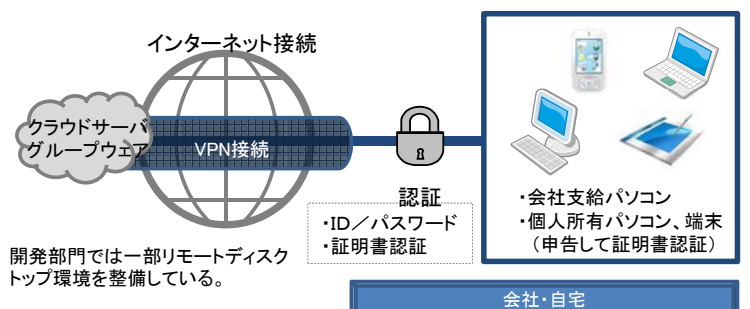 インターネット接続
クラウドサーバ
グループウェア
VPN接続
認証
・ID／パスワード
・証明書認証
・会社支給パソコン
・個人所有パソコン、端末
（申告して証明書認証）
開発部門では一部リモートディスク
トップ環境を整備している。
会社・自宅